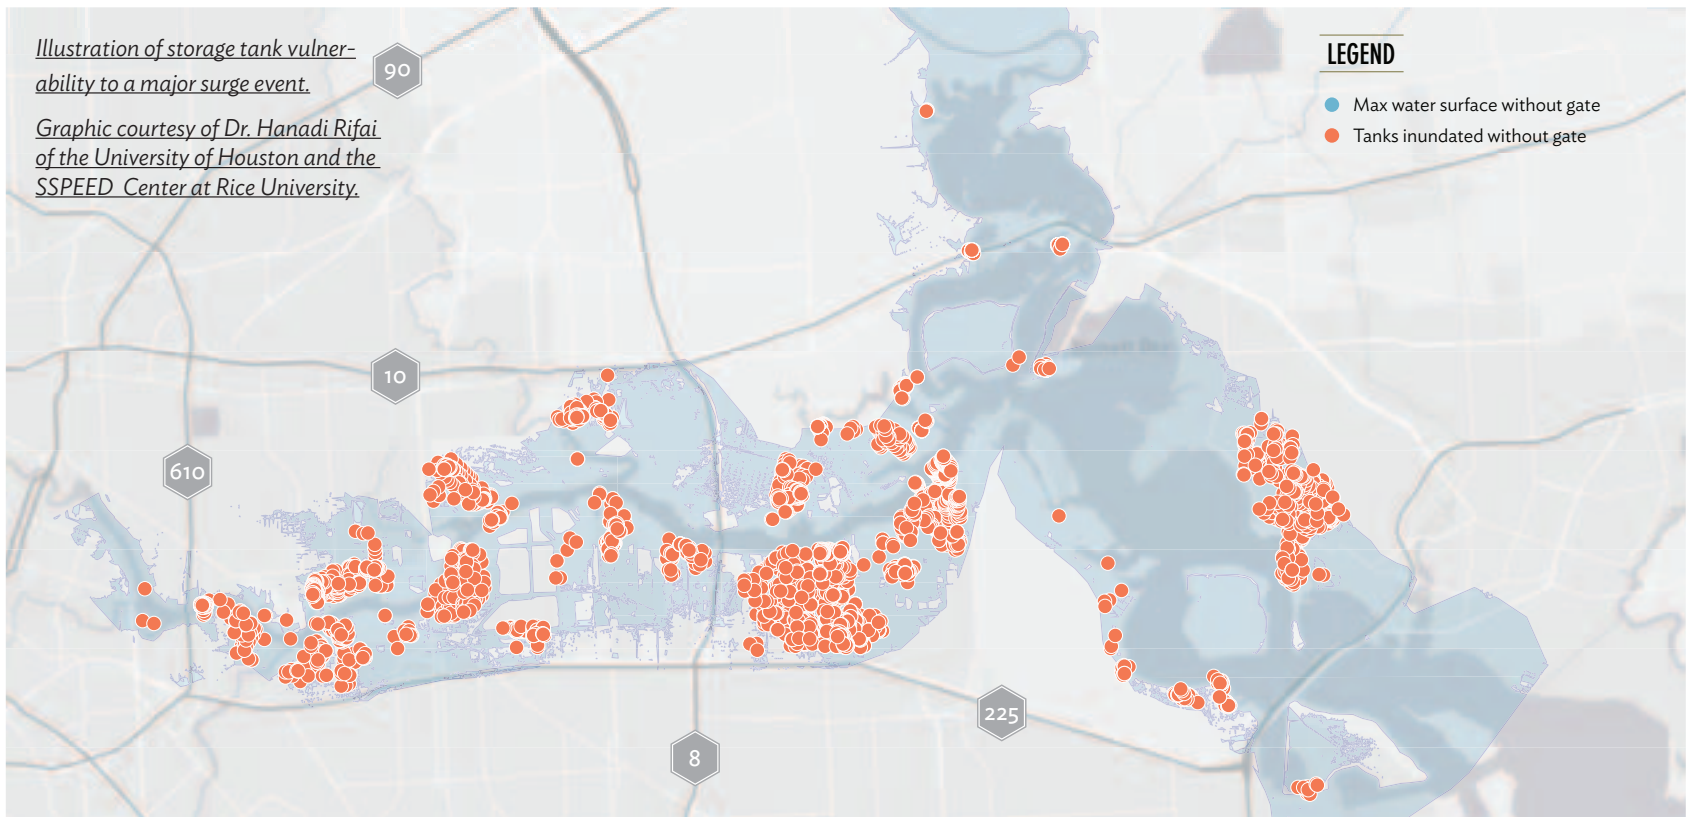 Illustration of storage tank vulner-
ability to a major surge event.
Graphic courtesy of Dr. Hanadi Rifai
of the University of Houston and the
SSPEED Center at Rice University.
90
LEGEND
Max water surface without gate
Tanks inundated without gate
10
610
225
8